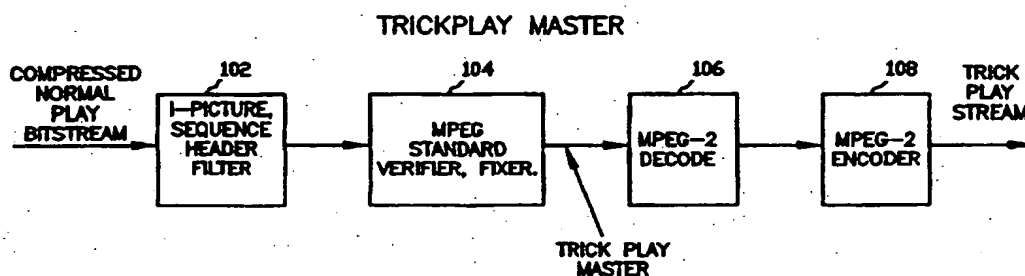 TRICKPLAY MASTER
COMPRESSED
NORMAL
PLAY
BITSTREAM
102
I-PICTURE,
SEQUENCE
HEADER
FILTER
104
MPEG
STANDARD
VERIFIER, FIXER.
TRICK PLAY
MASTER
106
MPEG-2
DECODE
108
MPEG-2
ENCODER
TRICK
PLAY
STREAM